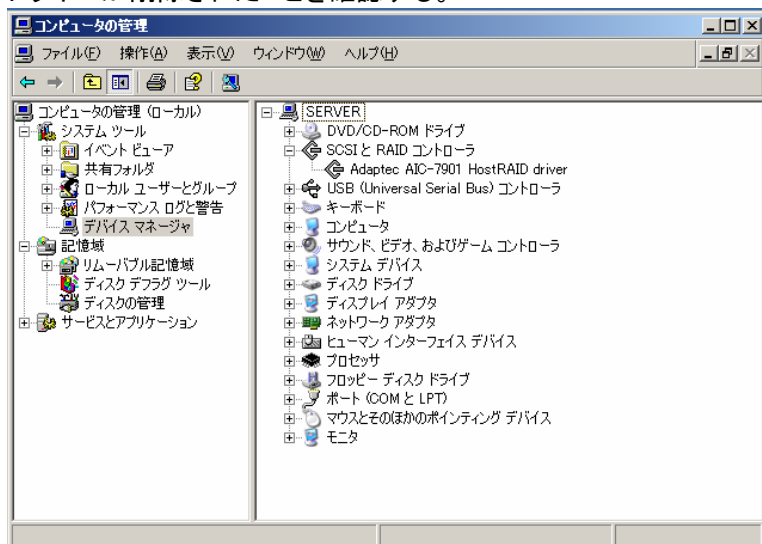 コンピュータの管理
ファイル(F) 操作(A) 表示(V) ウィンドウ(W) ヘルプ(H)
コンピュータの管理 (ローカル)
システム ツール
イベント ビューア
共有フォルダ
ローカル ユーザーとグループ
パフォーマンス ログと警告
デバイス マネージャ
記憶域
リムーバブル記憶域
ディスク デフラグ ツール
ディスクの管理
サービスとアプリケーション
SERVER
DVD/CD-ROM ドライブ
SCSI と RAID コントローラ
Adaptec AIC-7901 HostRAID driver
USB (Universal Serial Bus) コントローラ
キーボード
コンピュータ
サウンド、ビデオ、およびゲーム コントローラ
システム デバイス
ディスク ドライブ
ディスプレイ アダプタ
ネットワーク アダプタ
ヒューマン インターフェイス デバイス
プロセッサ
フロッピー ディスク ドライブ
ポート (COM と LPT)
マウスとそのほかのポインティング デバイス
モニタ